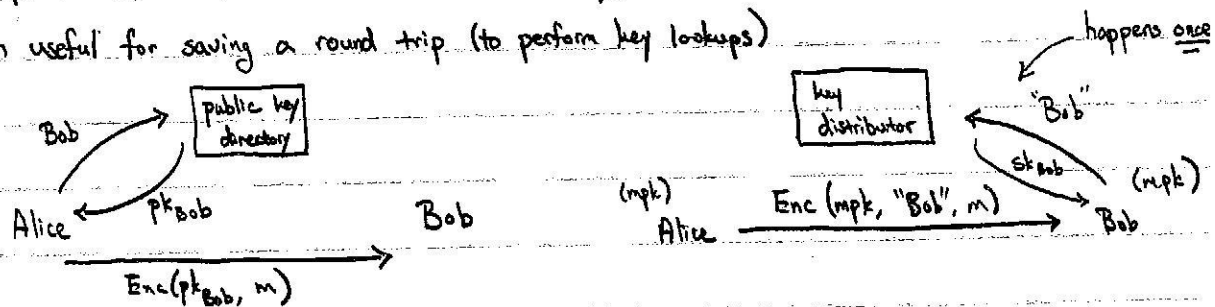 useful for saving a round trip (to perform key lookups)
happens once
Bob
public key
directory
pk_Bob
Alice
Bob
Enc(pk_Bob, m)
key
distributor
"Bob"
sk_Bob
(mpk)
(mpk)
Alice
Enc (mpk, "Bob", m)
Bob